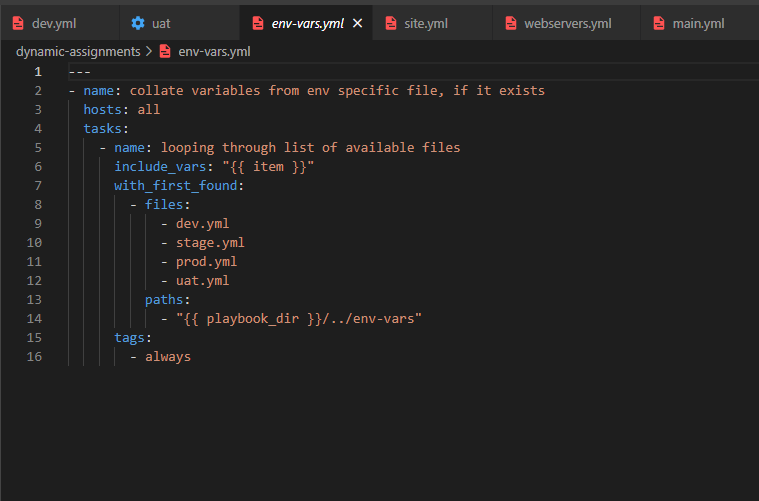 dev.yml uat env-vars.yml site.yml webservers.yml main.yml
dynamic-assignments > env-vars.yml
1 ---
2 - name: collate variables from env specific file, if it exists
3 hosts: all
4 tasks:
5 - name: looping through list of available files
6 include_vars: "{{ item }}"
7 with_first_found:
8 - files:
9 - dev.yml
10 - stage.yml
11 - prod.yml
12 - uat.yml
13 paths:
14 - "{{ playbook_dir }}/../env-vars"
15 tags:
16 - always